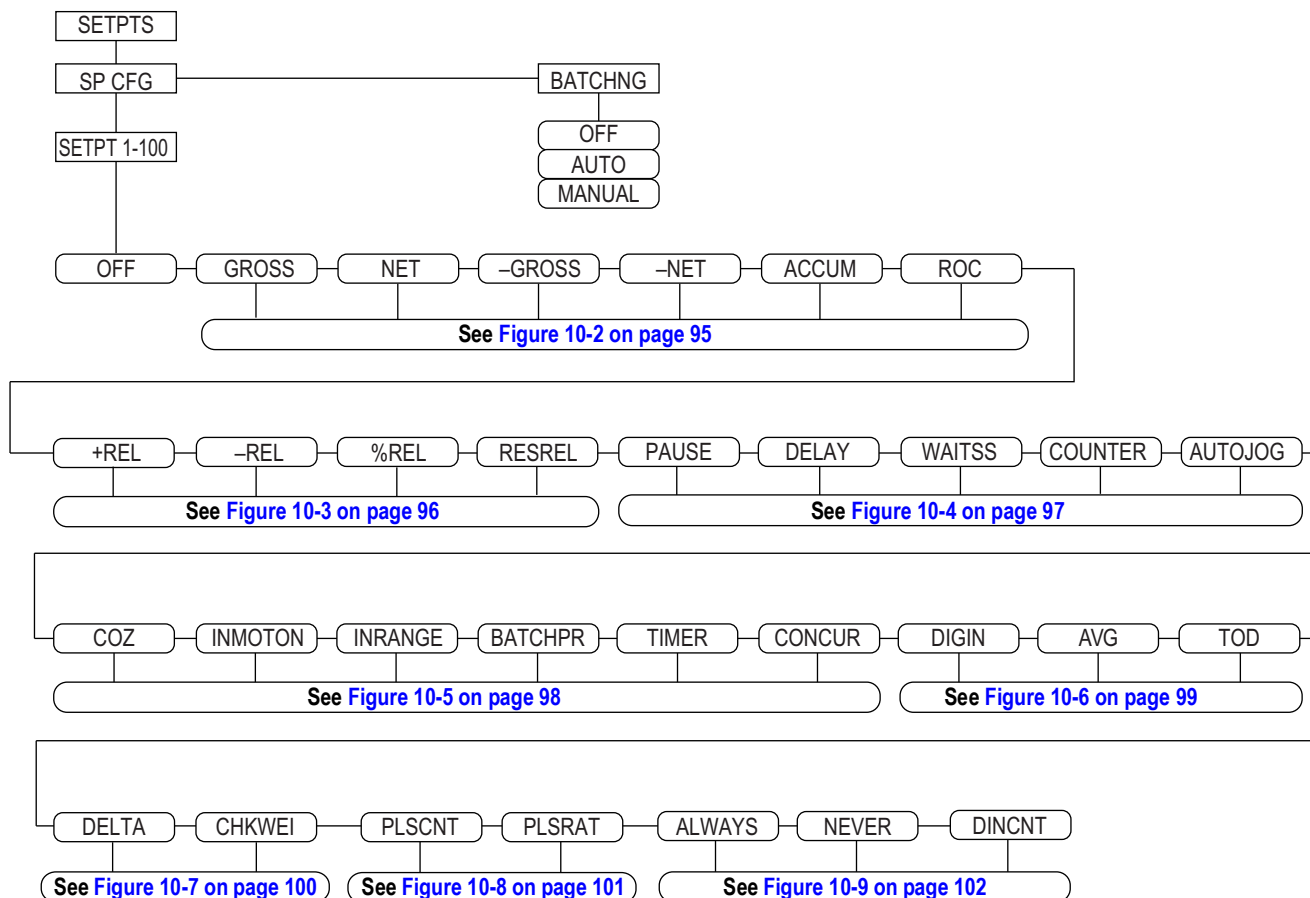 SETPTS
SP CFG
BATCHNG
SETPT 1-100
OFF
AUTO
MANUAL
OFF
GROSS
NET
–GROSS
–NET
ACCUM
ROC
See Figure 10-2 on page 95
+REL
–REL
%REL
RESREL
PAUSE
DELAY
WAITSS
COUNTER
AUTOJOG
See Figure 10-3 on page 96
See Figure 10-4 on page 97
COZ
INMOTON
INRANGE
BATCHPR
TIMER
CONCUR
DIGIN
AVG
TOD
See Figure 10-5 on page 98
See Figure 10-6 on page 99
DELTA
CHKWEI
PLSCNT
PLSRAT
ALWAYS
NEVER
DINCNT
See Figure 10-7 on page 100
See Figure 10-8 on page 101
See Figure 10-9 on page 102